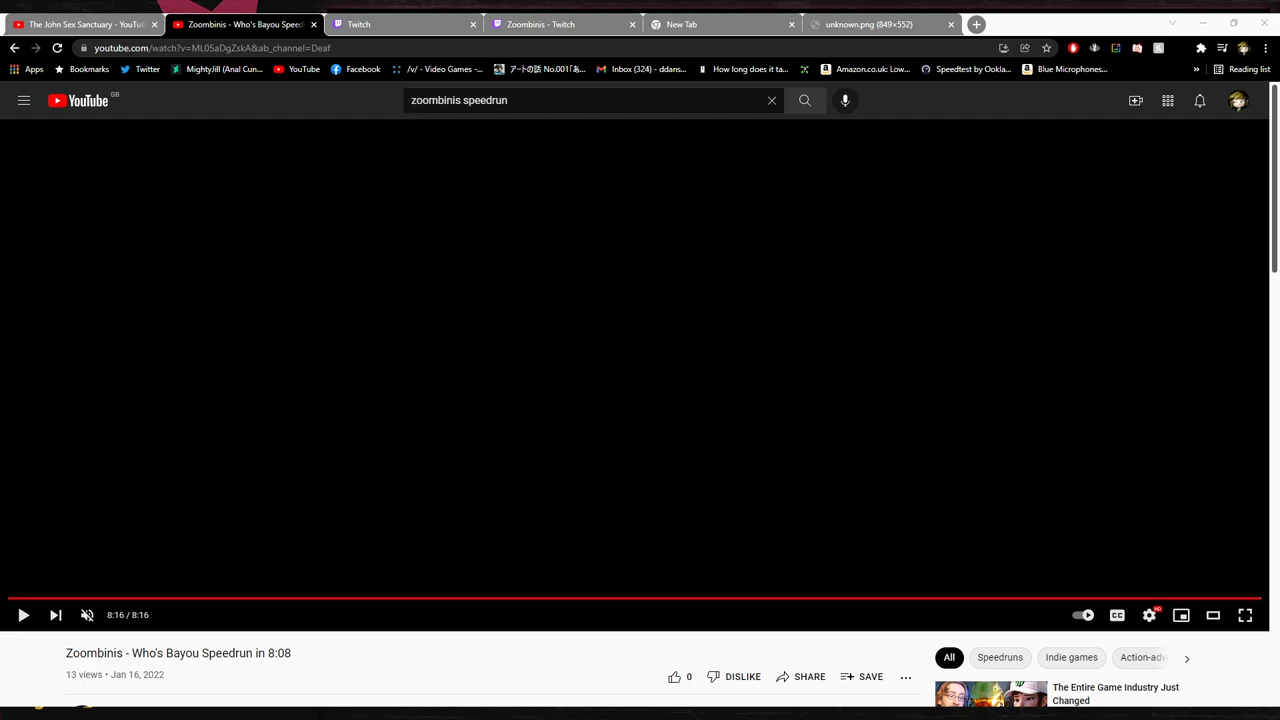 The John Sex Sanctuary - YouTu
Zoombinis - Who's Bayou Speed
Twitch
Zoombinis - Twitch
New Tab
unknown.png (849×552)
youtube.com/watch?v=ML05aDgZskA&ab_channel=Deaf
Apps
Bookmarks
Twitter
MightyJill (Anal Cun...
YouTube
Facebook
/v/ - Video Games -...
アートの話 No.001「あ...
Inbox (324) - ddans...
How long does it ta...
Amazon.co.uk: Low...
Speedtest by Ookla...
Blue Microphones...
»
Reading list
YouTube GB
zoombinis speedrun
8:16 / 8:16
CC
HD
Zoombinis - Who's Bayou Speedrun in 8:08
13 views • Jan 16, 2022
0
DISLIKE
SHARE
SAVE
All
Speedruns
Indie games
Action-adv
The Entire Game Industry Just
Changed